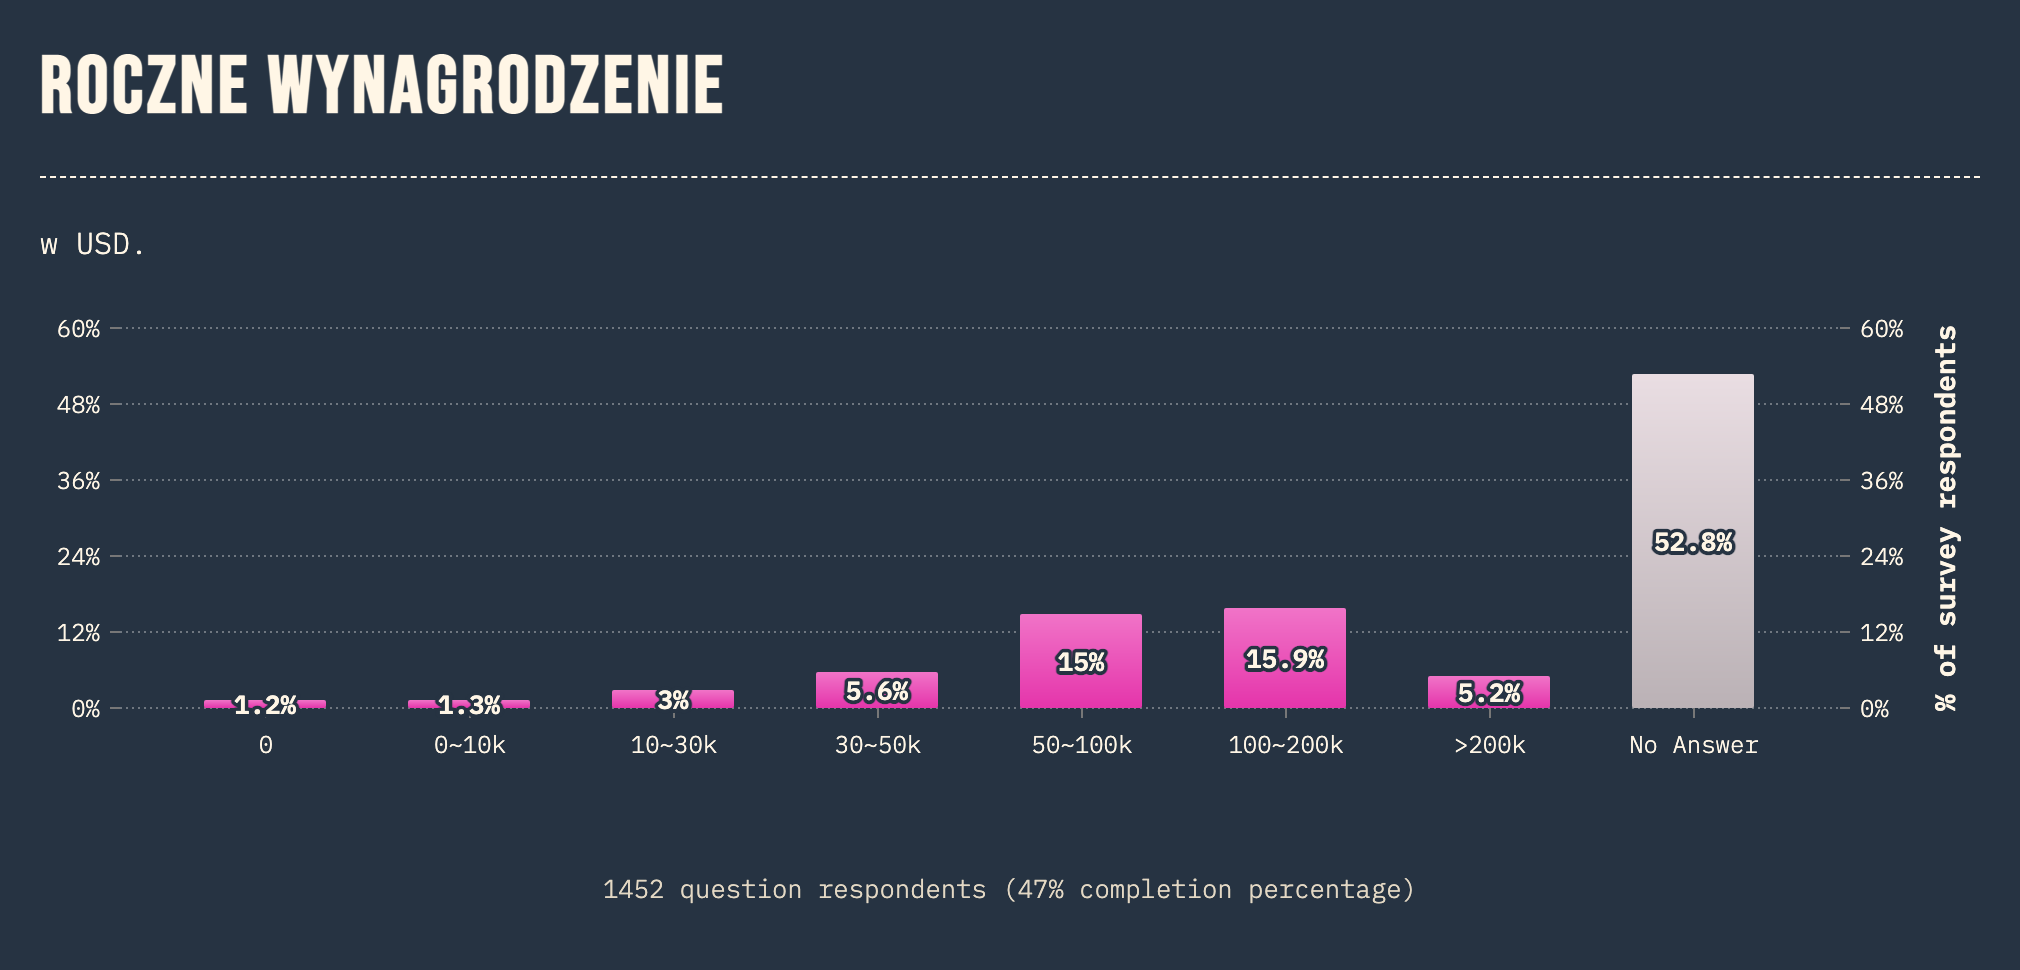 ROCZNE WYNAGRODZENIE
w USD.
60% 60%
48% 48%
36% 36%
24% 24%
12% 12%
0% 0%
% of survey respondents
1.2% 1.3% 3% 5.6% 15% 15.9% 5.2% 52.8%
0 0~10k 10~30k 30~50k 50~100k 100~200k >200k No Answer
1452 question respondents (47% completion percentage)